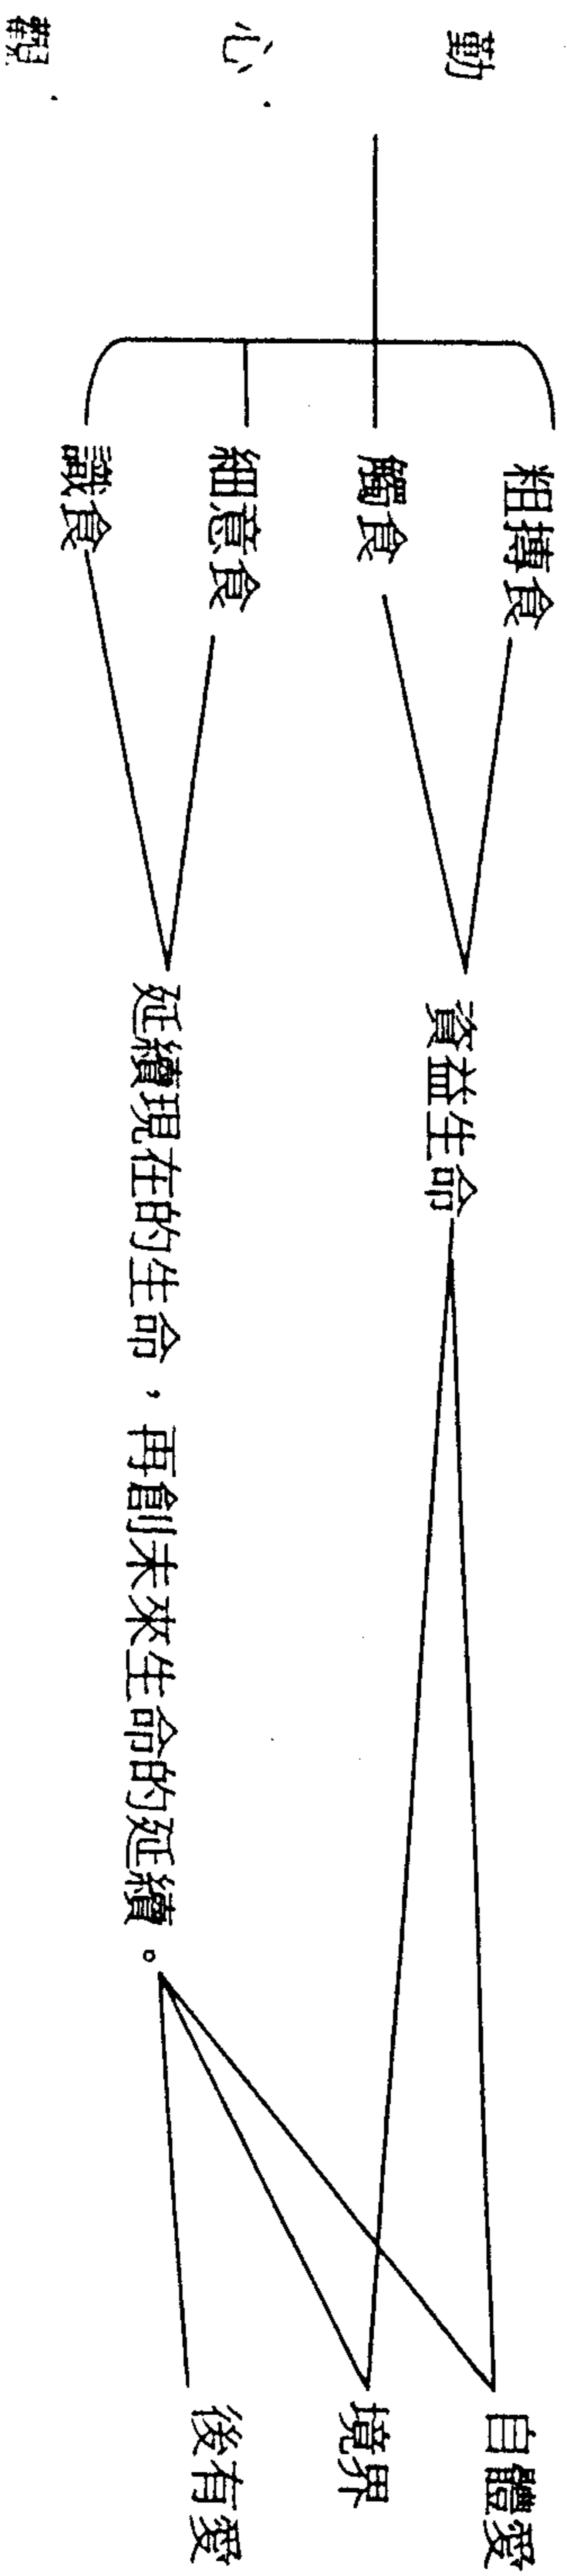 動
心
觀
粗摶食
觸食
細意食
識食
資益生命
延續現在的生命，再創未來生命的延續。
自體愛
境界
後有愛